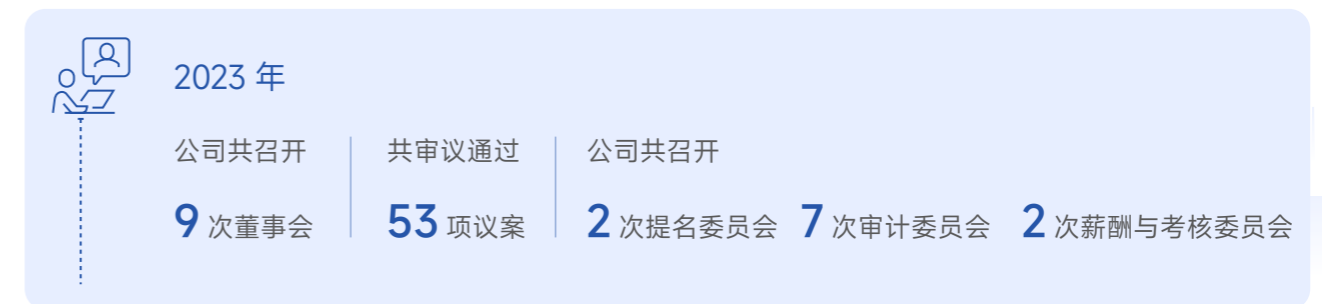 2023 年
公司共召开
9 次董事会
共审议通过
53 项议案
公司共召开
2 次提名委员会 7 次审计委员会 2 次薪酬与考核委员会